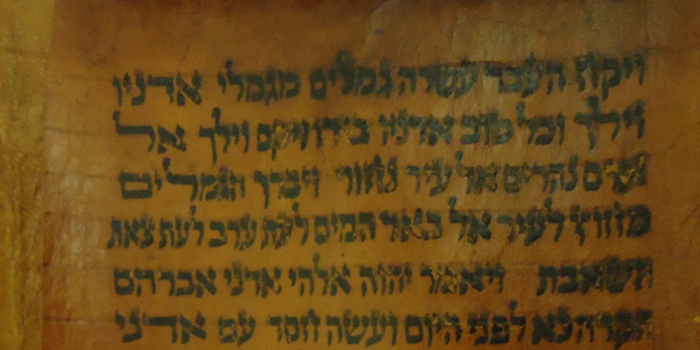 ויקח העבד עשרה גמלים מגמלי אדניו
וילך וכל טוב אדניו בידו ויקם וילך אל
ארם נהרים אל עיר נחור ויברך הגמלים
מחוץ לעיר אל באר המים לעת ערב לעת צאת
השאבת ויאמר יהוה אלהי אדני אברהם
הקרה נא לפני היום ועשה חסד עם אדני